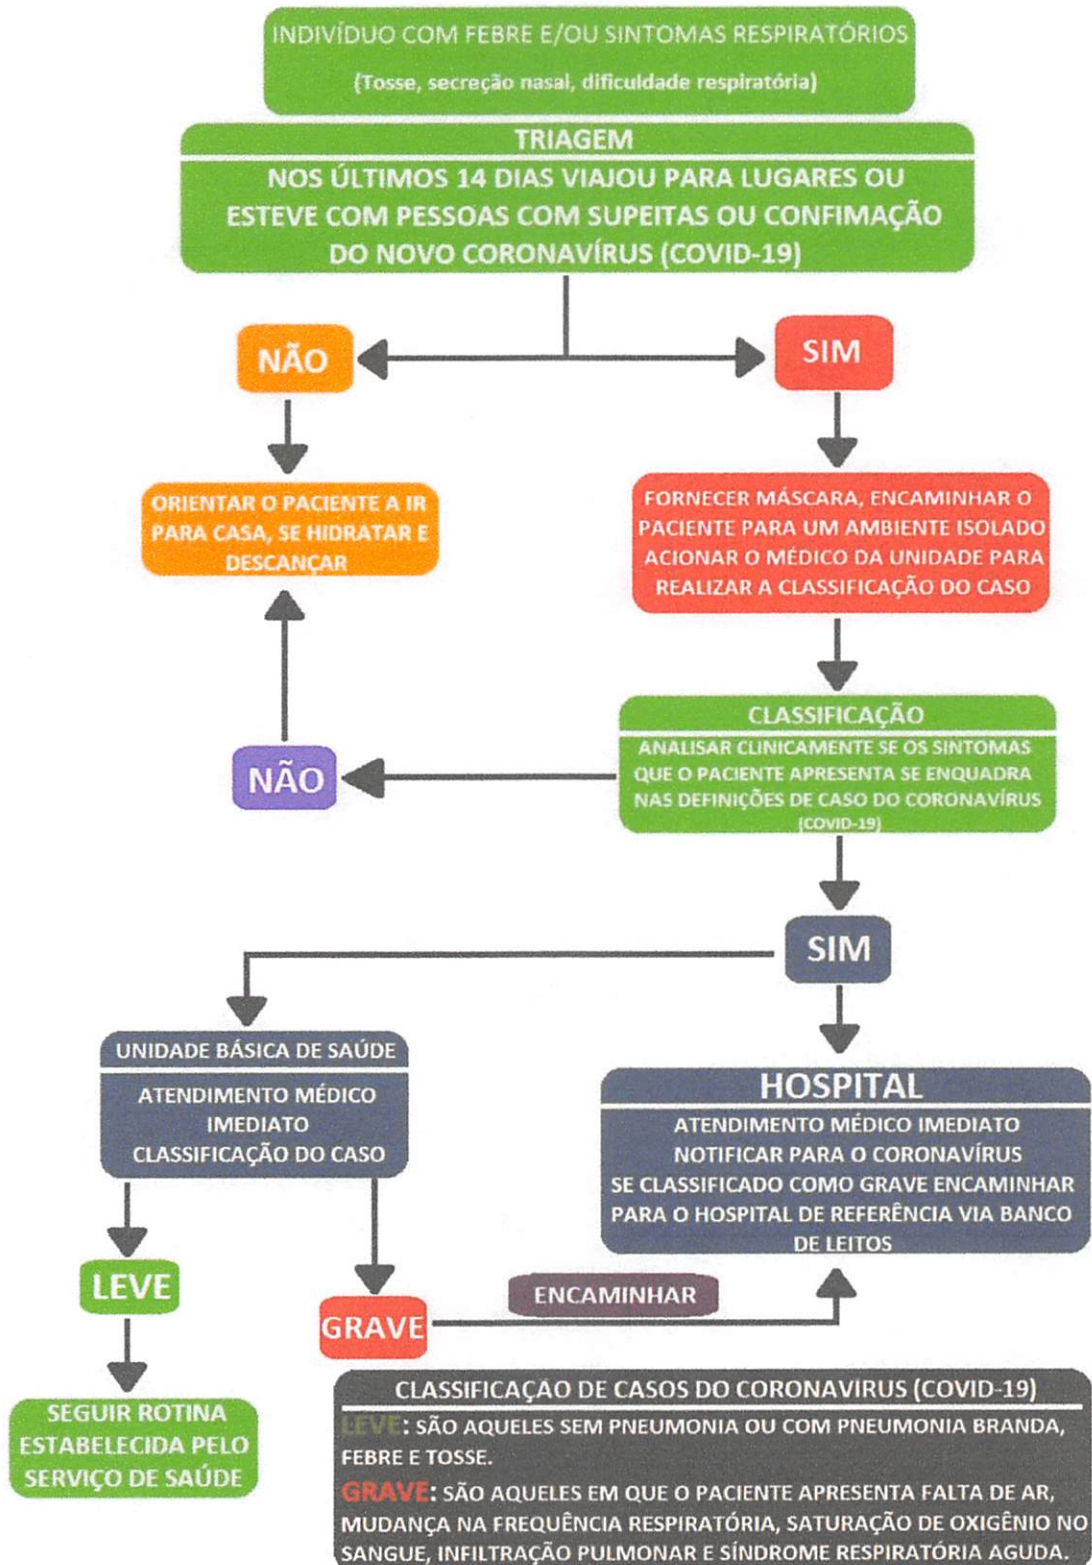 INDIVÍDUO COM FEBRE E/OU SINTOMAS RESPIRATÓRIOS
(Tosse, secreção nasal, dificuldade respiratória)
TRIAGEM
NOS ÚLTIMOS 14 DIAS VIAJOU PARA LUGARES OU
ESTEVE COM PESSOAS COM SUPEITAS OU CONFIMAÇÃO
DO NOVO CORONAVÍRUS (COVID-19)
NÃO
SIM
ORIENTAR O PACIENTE A IR
PARA CASA, SE HIDRATAR E
DESCANÇAR
FORNECER MÁSCARA, ENCAMINHAR O
PACIENTE PARA UM AMBIENTE ISOLADO
ACIONAR O MÉDICO DA UNIDADE PARA
REALIZAR A CLASSIFICAÇÃO DO CASO
CLASSIFICAÇÃO
ANALISAR CLINICAMENTE SE OS SINTOMAS
QUE O PACIENTE APRESENTA SE ENQUADRA
NAS DEFINIÇÕES DE CASO DO CORONAVÍRUS
(COVID-19)
NÃO
SIM
UNIDADE BÁSICA DE SAÚDE
ATENDIMENTO MÉDICO
IMEDIATO
CLASSIFICAÇÃO DO CASO
HOSPITAL
ATENDIMENTO MÉDICO IMEDIATO
NOTIFICAR PARA O CORONAVÍRUS
SE CLASSIFICADO COMO GRAVE ENCAMINHAR
PARA O HOSPITAL DE REFERÊNCIA VIA BANCO
DE LEITOS
LEVE
GRAVE
ENCAMINHAR
SEGUIR ROTINA
ESTABELECIDA PELO
SERVIÇO DE SAÚDE
CLASSIFICAÇÃO DE CASOS DO CORONAVÍRUS (COVID-19)
LEVE: SÃO AQUELES SEM PNEUMONIA OU COM PNEUMONIA BRANDA,
FEBRE E TOSSE.
GRAVE: SÃO AQUELES EM QUE O PACIENTE APRESENTA FALTA DE AR,
MUDANÇA NA FREQUÊNCIA RESPIRATÓRIA, SATURAÇÃO DE OXIGÊNIO NO
SANGUE, INFILTRAÇÃO PULMONAR E SÍNDROME RESPIRATÓRIA AGUDA.